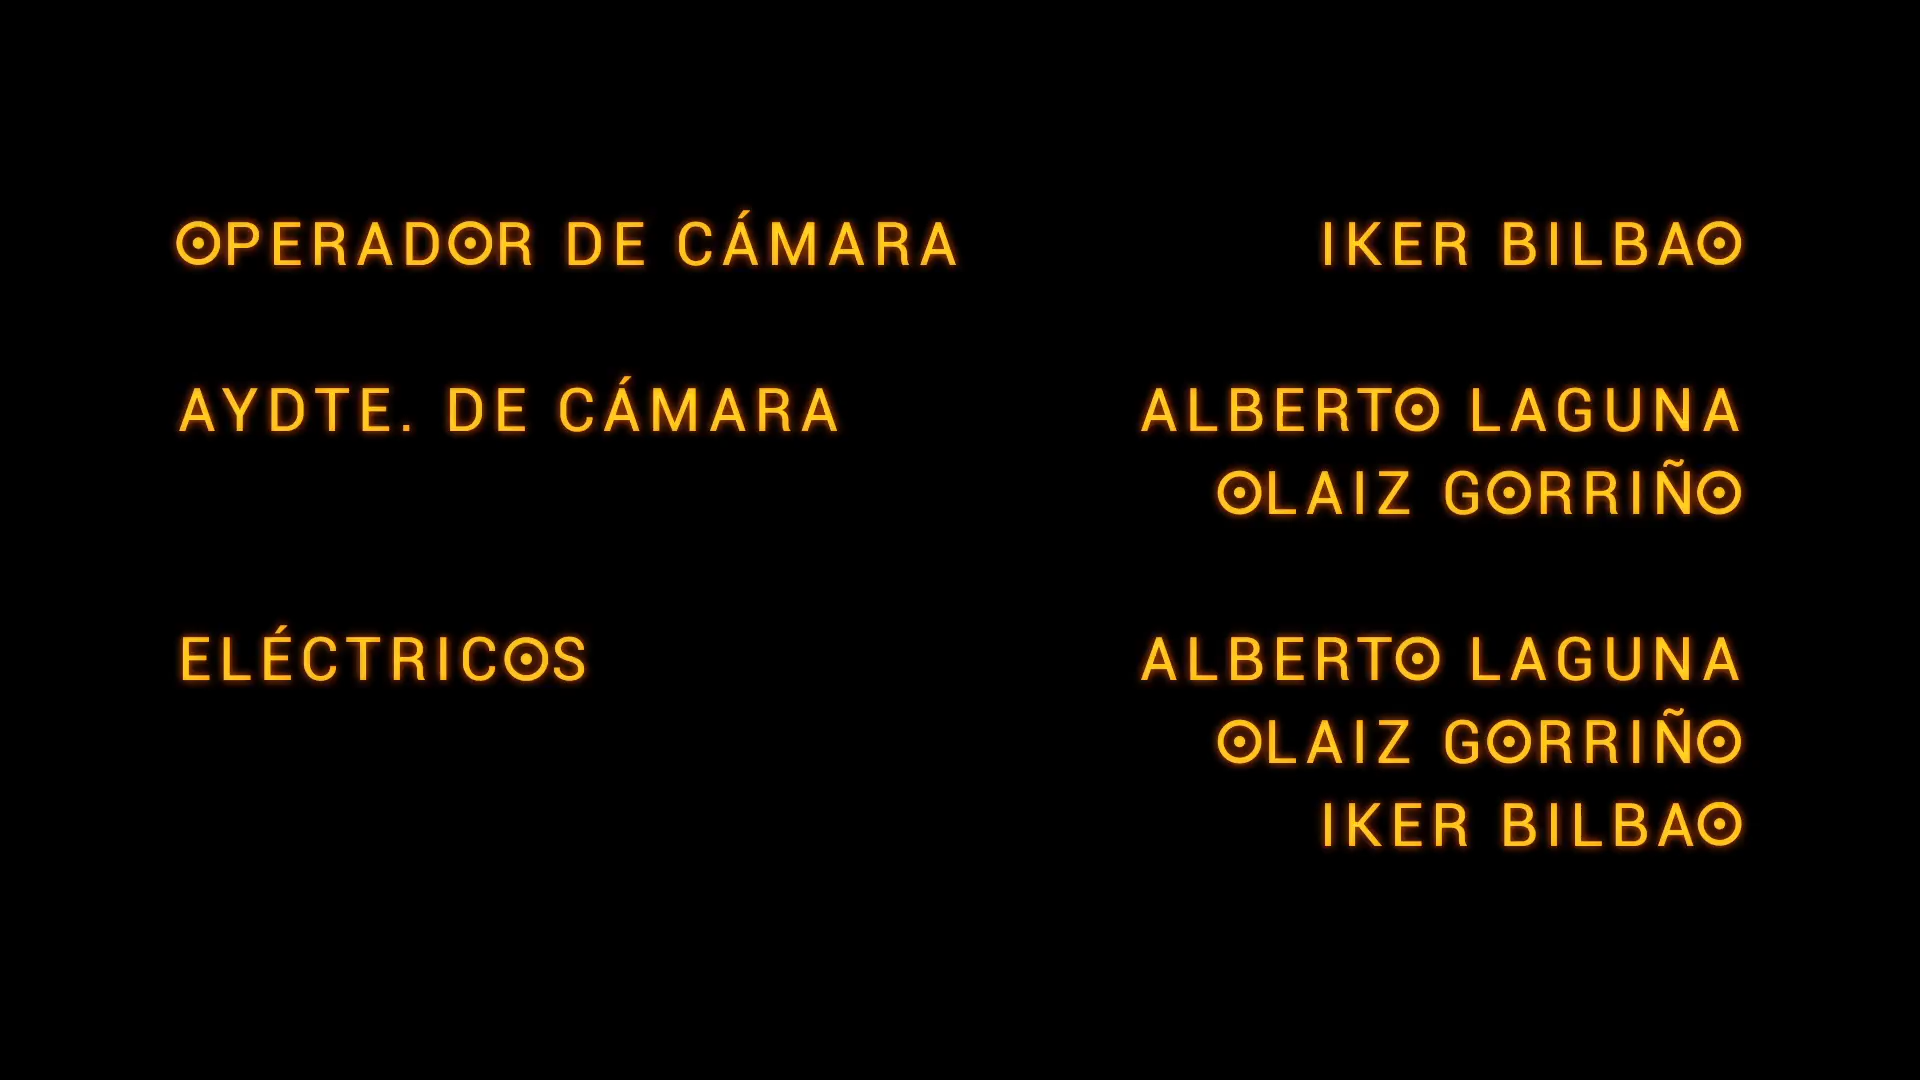 OPERADOR DE CÁMARA IKER BILBAO
AYDTE. DE CÁMARA ALBERTO LAGUNA
OLAIZ GORRIÑO
ELÉCTRICOS ALBERTO LAGUNA
OLAIZ GORRIÑO
IKER BILBAO